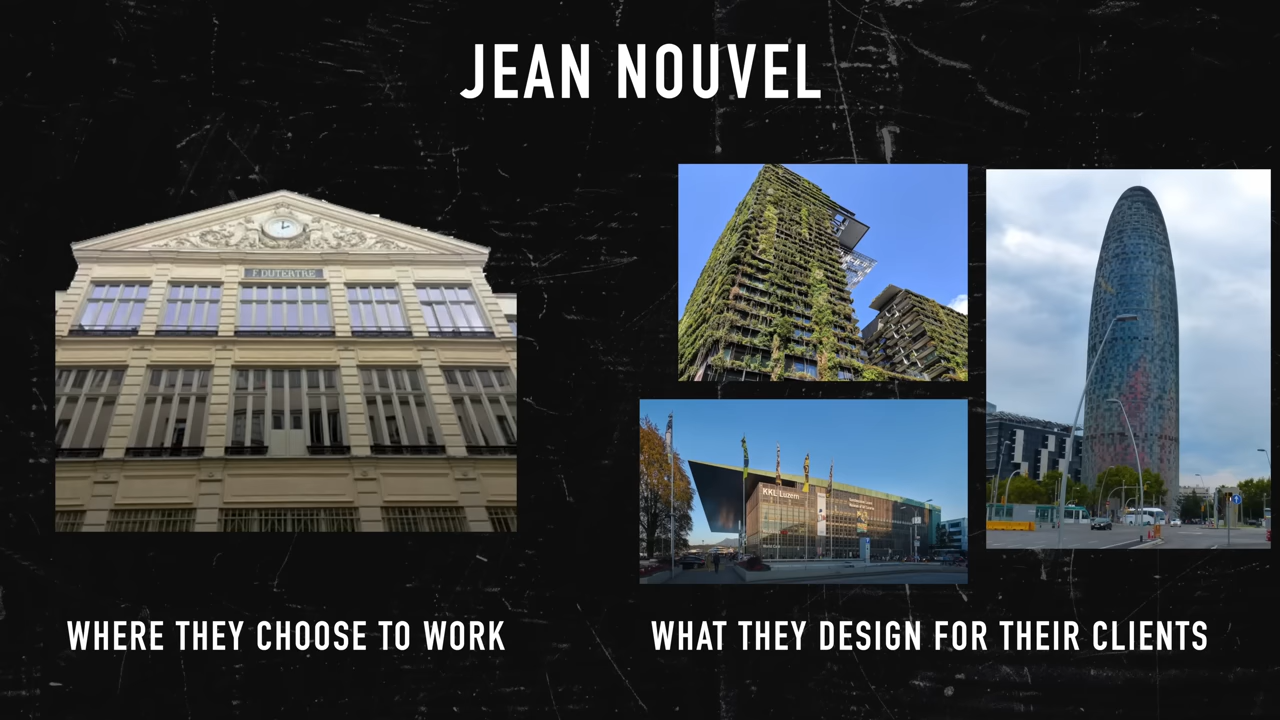 JEAN NOUVEL
F. DUTERTRE
KKL Luzern
WHERE THEY CHOOSE TO WORK
WHAT THEY DESIGN FOR THEIR CLIENTS